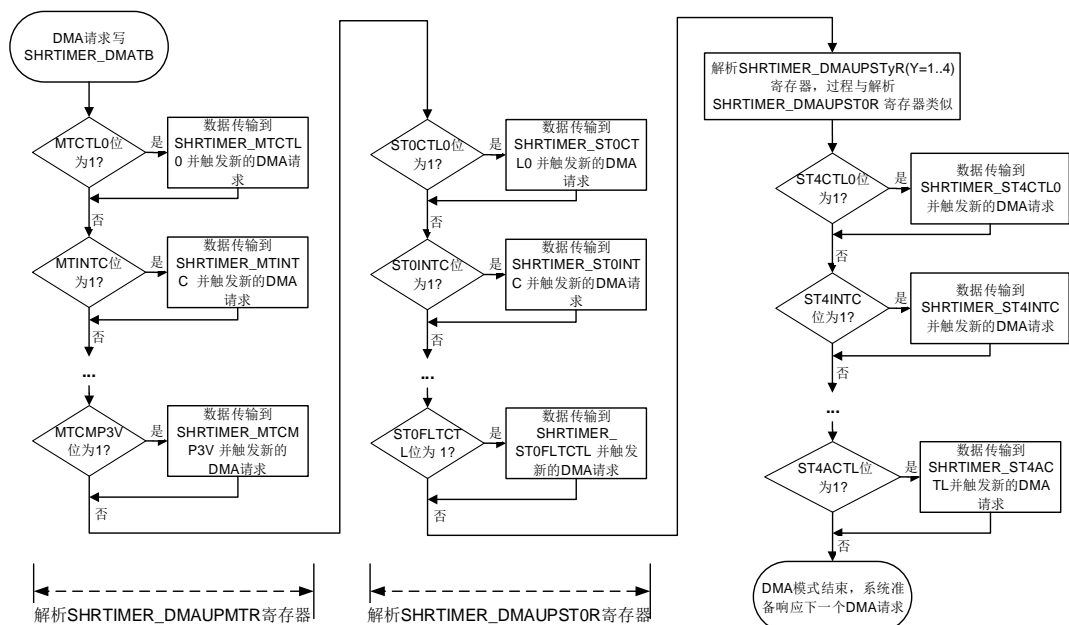 DMA请求写
SHRTIMER_DMATB
MTCTL0位
为1?
是
数据传输到
SHRTIMER_MTCTL
0 并触发新的DMA请
求
否
MTINTC位
为1?
是
数据传输到
SHRTIMER_MTINT
C 并触发新的DMA
请求
否
...
MTCMP3V
位为1?
是
数据传输到
SHRTIMER_MTCM
P3V 并触发新的
DMA请求
否
解析SHRTIMER_DMAUPMTR寄存器
ST0CTL0位
为1?
是
数据传输到
SHRTIMER_ST0CT
L0 并触发新的DMA
请求
否
ST0INTC位
为1?
是
数据传输到
SHRTIMER_ST0INT
C 并触发新的DMA请
求
否
...
ST0FLTCT
L位为 1?
是
数据传输到
SHRTIMER_
ST0FLTCTL 并触发
新的DMA请求
否
解析SHRTIMER_DMAUPST0R寄存器
解析SHRTIMER_DMAUPSTyR(Y=1..4)
寄存器，过程与解析
SHRTIMER_DMAUPST0R 寄存器类似
ST4CTL0位
为1?
是
数据传输到
SHRTIMER_ST4CTL0
并触发新的DMA请求
否
ST4INTC
位为1?
是
数据传输到
SHRTIMER_ST4INTC
并触发新的DMA请求
否
...
ST4ACTL位
为1?
是
数据传输到
SHRTIMER_ST4AC
TL并触发新的DMA
请求
否
DMA模式结束，系统准
备响应下一个DMA请求